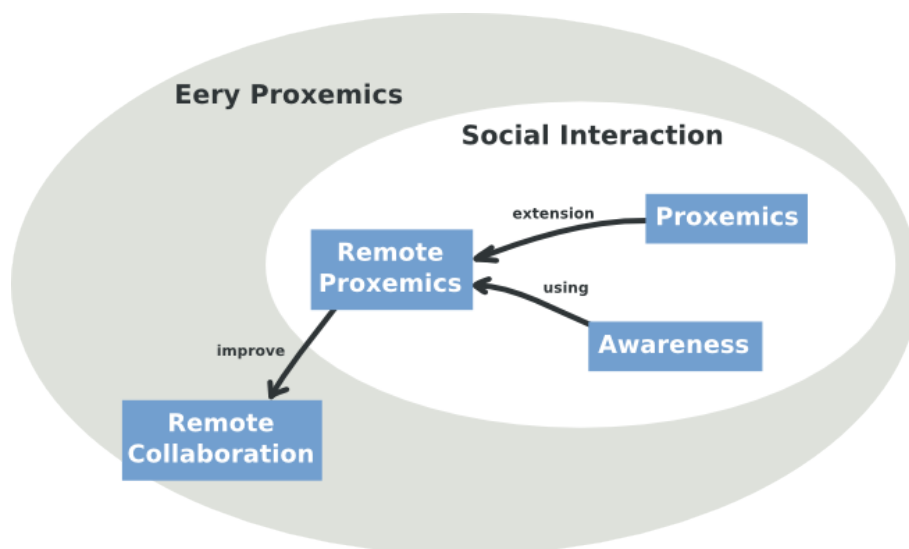 Eery Proxemics
Social Interaction
extension
Proxemics
Remote
Proxemics
using
Awareness
improve
Remote
Collaboration